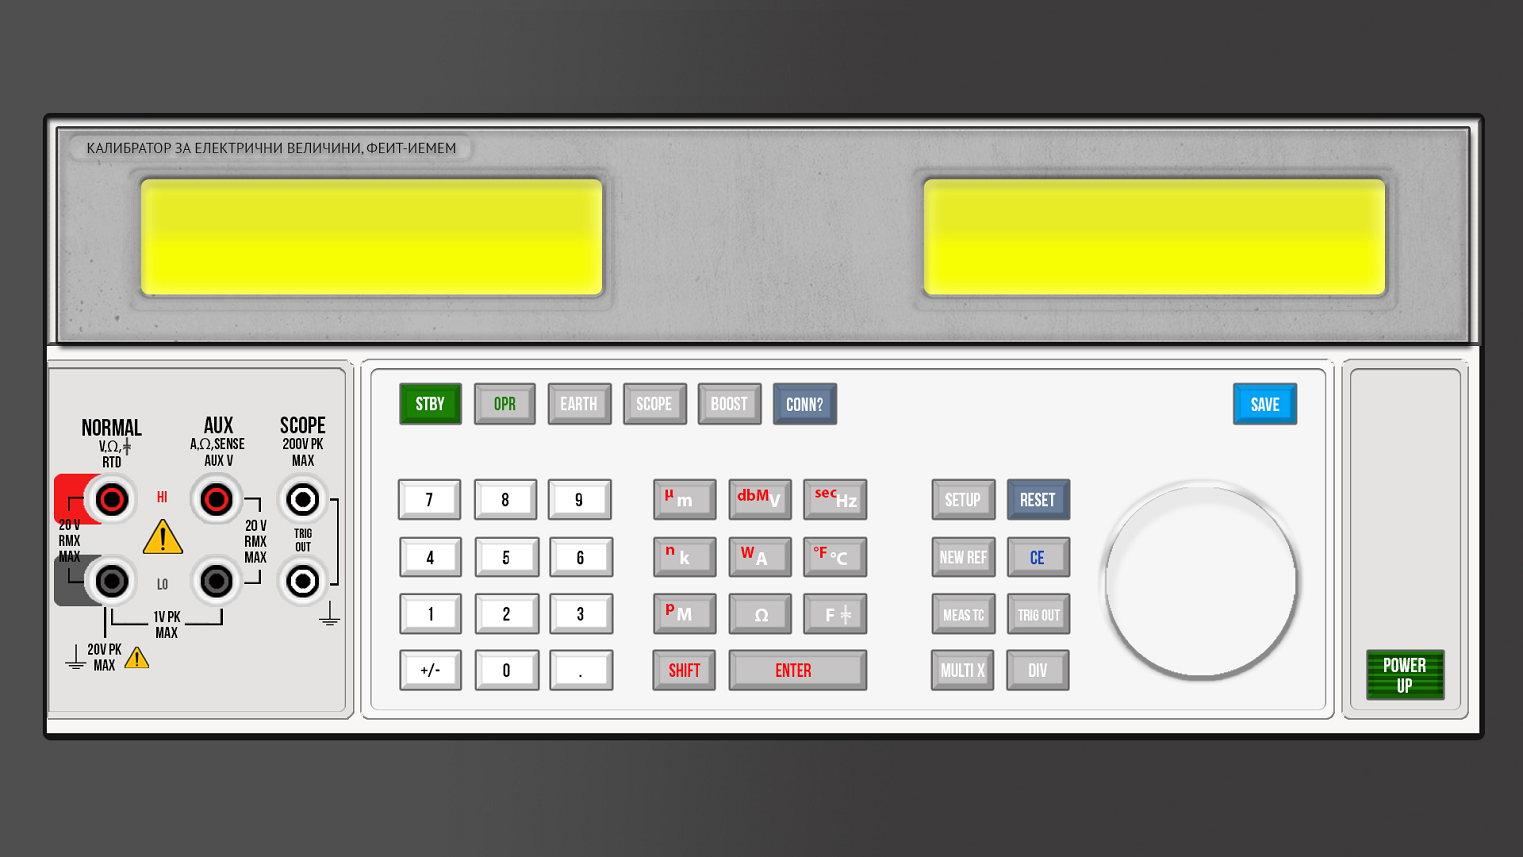 КАЛИБРАТОР ЗА ЕЛЕКТРИЧНИ ВЕЛИЧИНИ, ФЕИТ-ИЕМЕМ
STBY OPR EARTH SCOPE BOOST CONN? SAVE
NORMAL
V,Ω,
RTD
AUX
A,Ω,SENSE
AUX V
SCOPE
200V PK
MAX
HI
20 V
RMX
MAX
20 V
RMX
MAX
TRIG
OUT
LO
1V PK
MAX
20V PK
MAX
7 8 9
4 5 6
1 2 3
+/- 0 .
µ m dbM V sec Hz
n k W A °F °C
p M Ω F
SHIFT ENTER
SETUP RESET
NEW REF CE
MEAS TC TRIG OUT
MULTI X DIV
POWER
UP